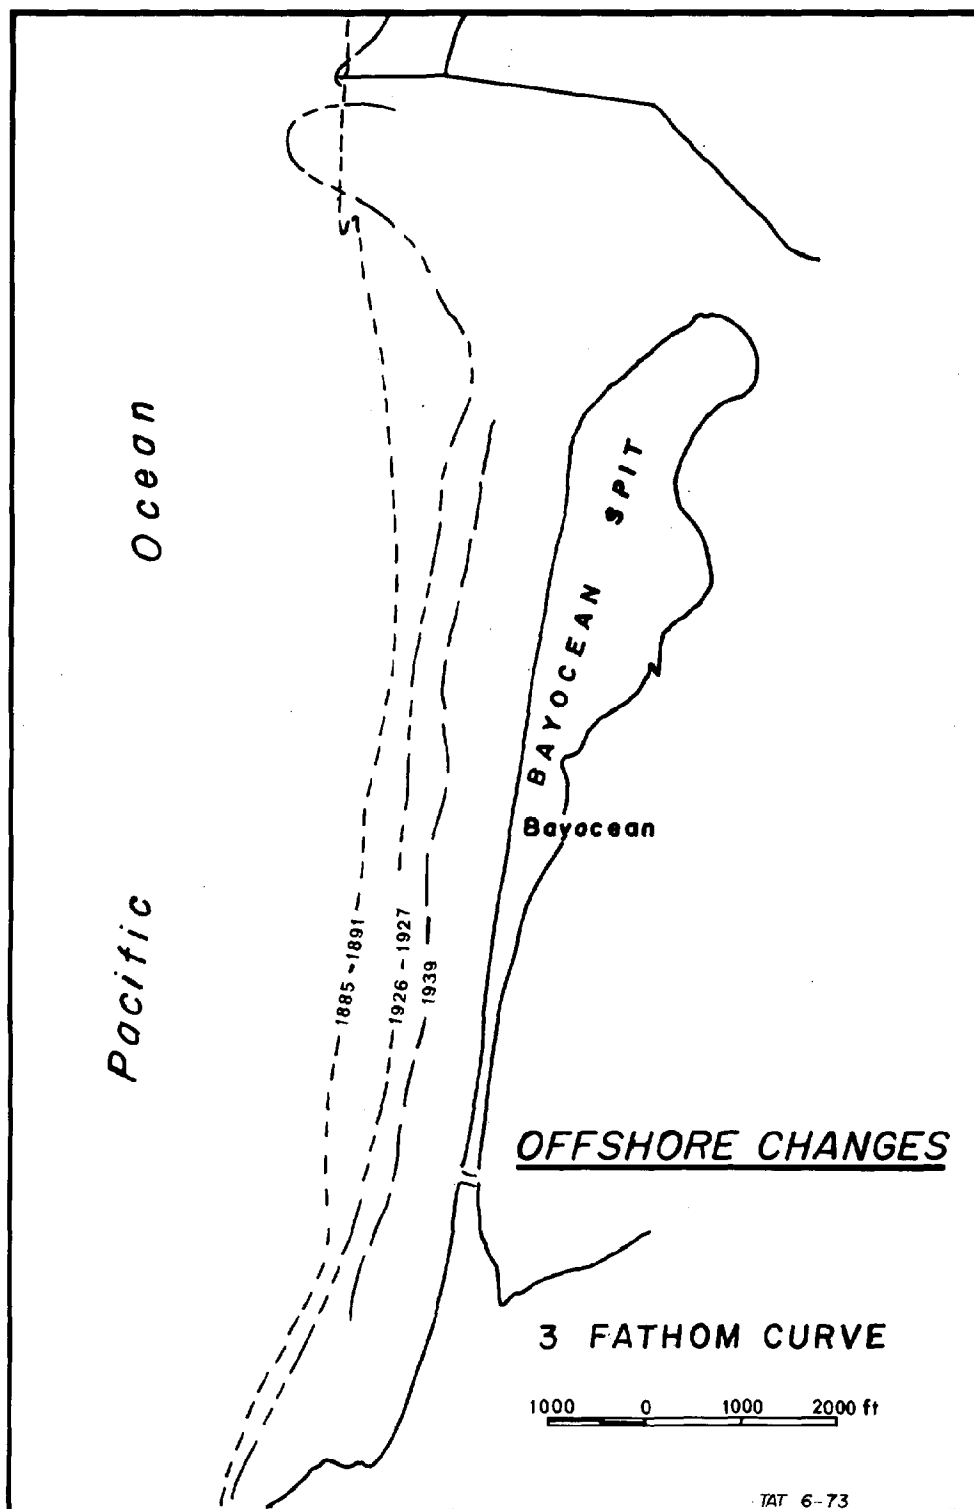 Pacific Ocean
BAYOCEAN SPIT
Bayocean
1885-1891
1926-1927
1939
OFFSHORE CHANGES
3 FATHOM CURVE
1000 0 1000 2000 ft
TAT 6-73